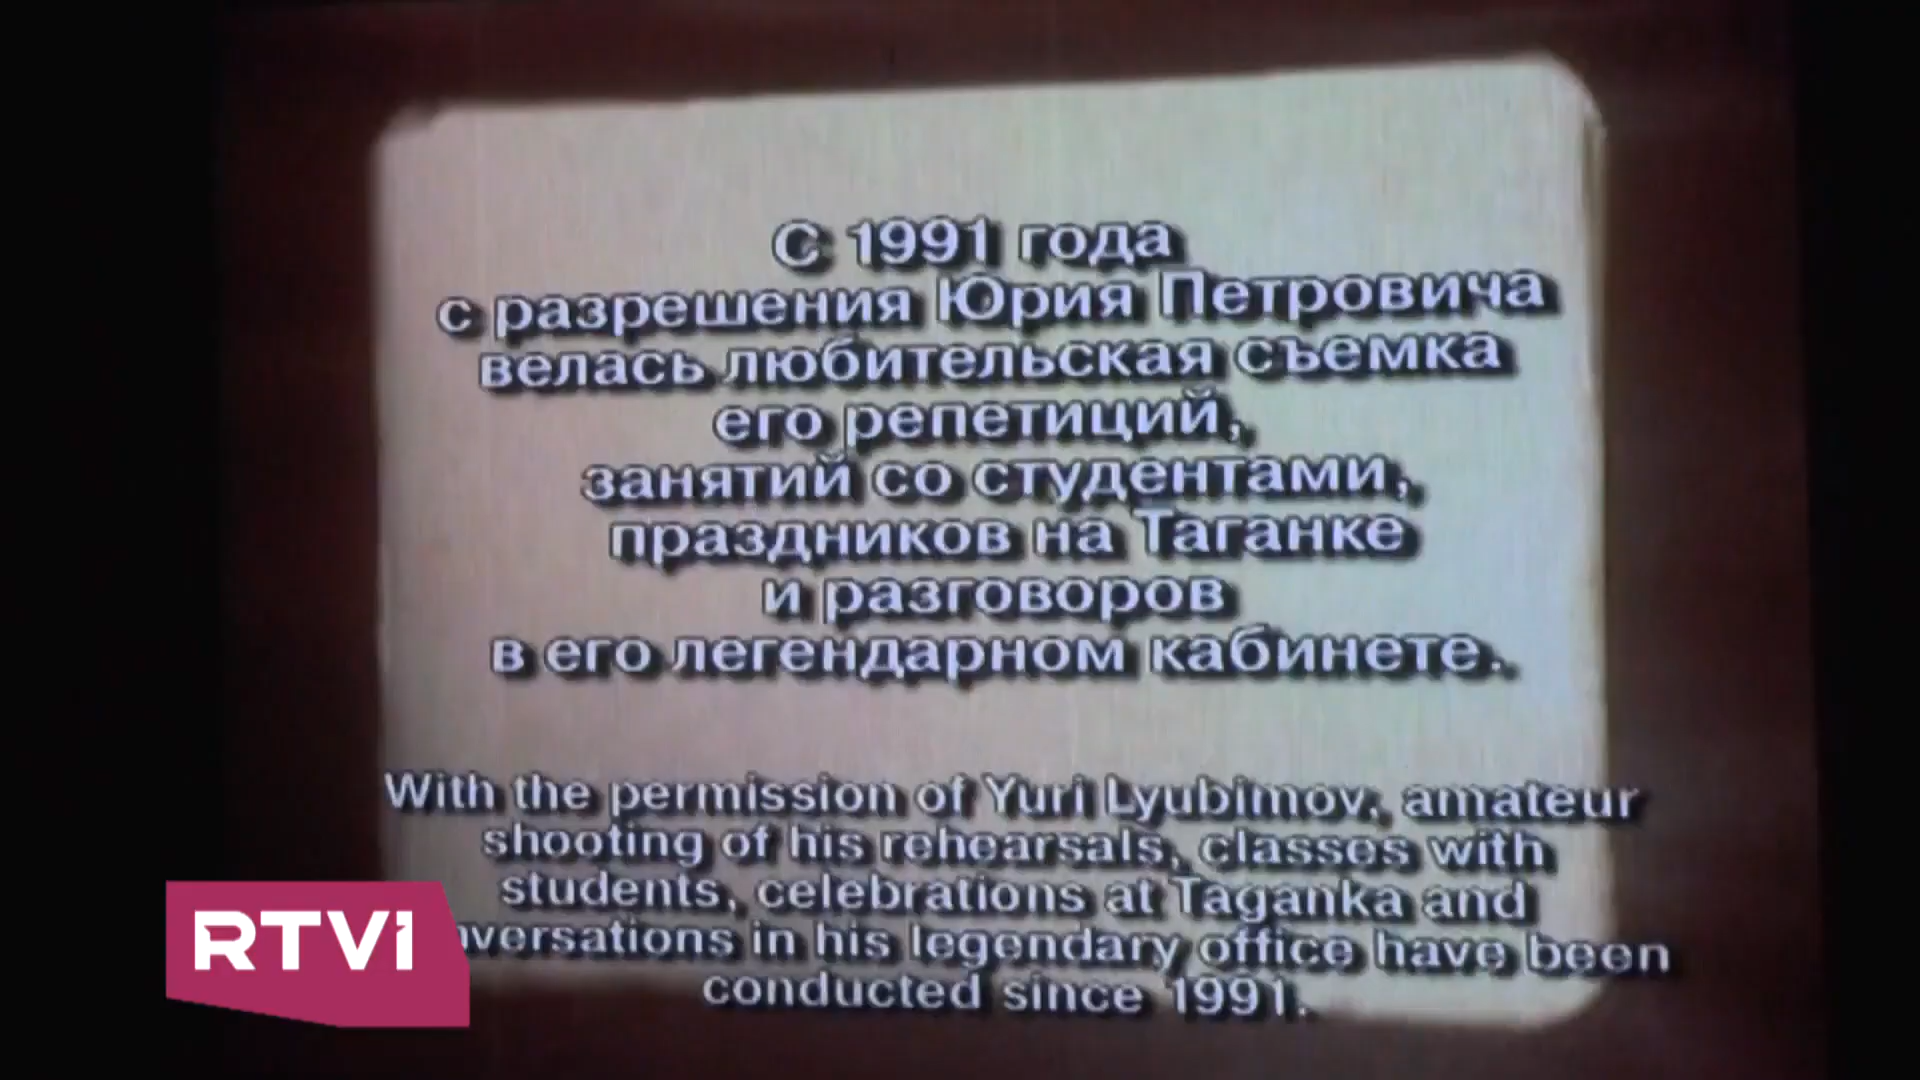 С 1991 года
с разрешения Юрия Петровича
велась любительская съемка
его репетиций,
занятий со студентами,
праздников на Таганке
и разговоров
в его легендарном кабинете.
With the permission of Yuri Lyubimov, amateur
shooting of his rehearsals, classes with
students, celebrations at Taganka and
in his legendary office have been
conducted since 1991.
RTVI